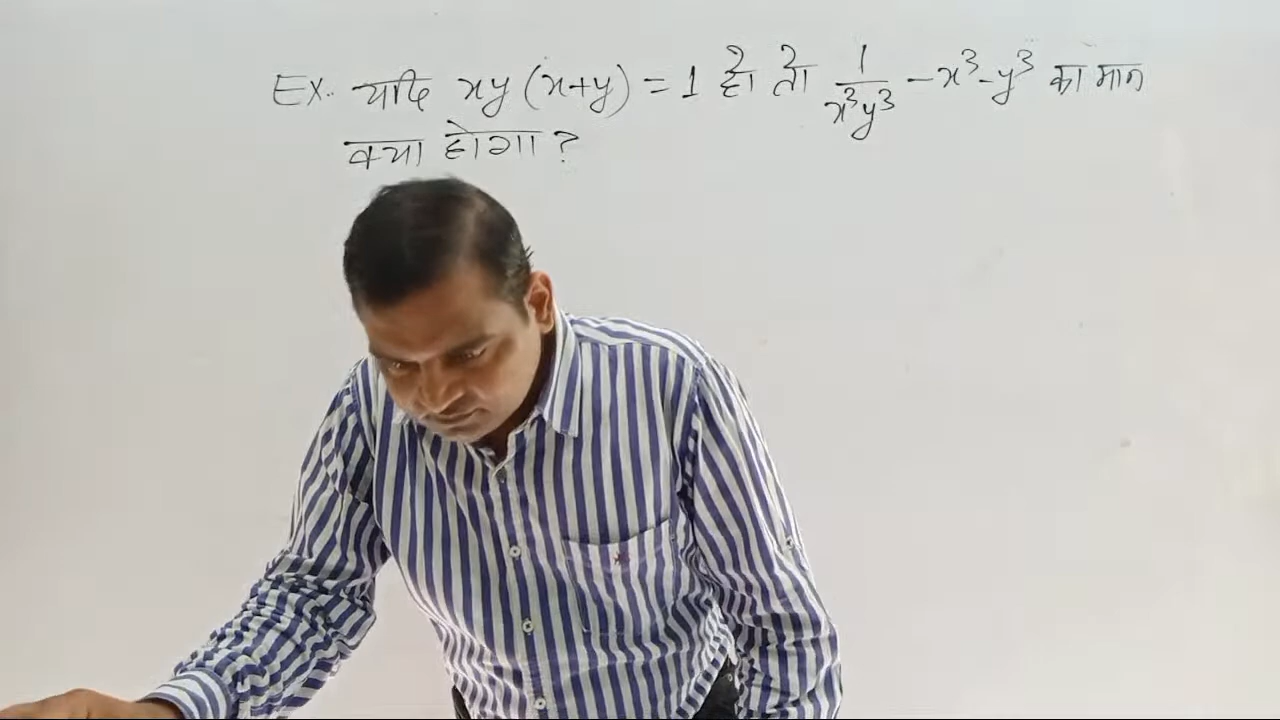 Ex. यदि xy(x+y) = 1 हो तो 1/x³y³ - x³ - y³ का मान
क्या होगा ?